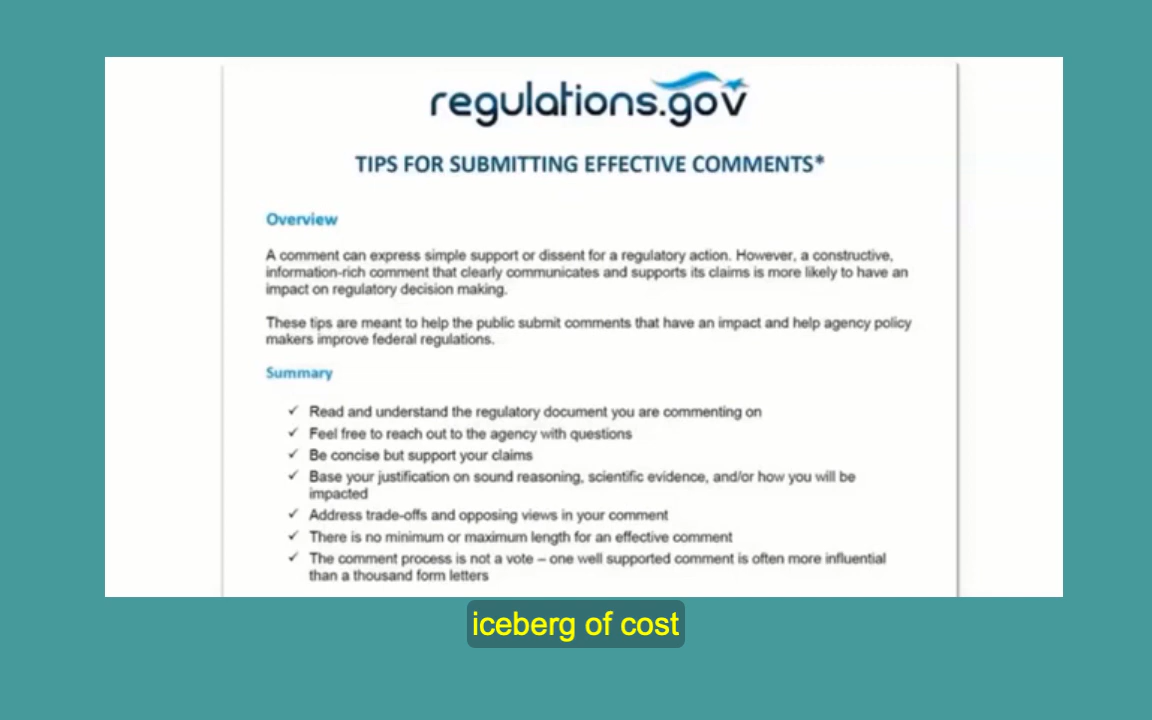 regulations.gov
TIPS FOR SUBMITTING EFFECTIVE COMMENTS*
Overview
A comment can express simple support or dissent for a regulatory action. However, a constructive,
information-rich comment that clearly communicates and supports its claims is more likely to have an
impact on regulatory decision making.
These tips are meant to help the public submit comments that have an impact and help agency policy
makers improve federal regulations.
Summary
✓ Read and understand the regulatory document you are commenting on
✓ Feel free to reach out to the agency with questions
✓ Be concise but support your claims
✓ Base your justification on sound reasoning, scientific evidence, and/or how you will be
impacted
✓ Address trade-offs and opposing views in your comment
✓ There is no minimum or maximum length for an effective comment
✓ The comment process is not a vote – one well supported comment is often more influential
than a thousand form letters
iceberg of cost